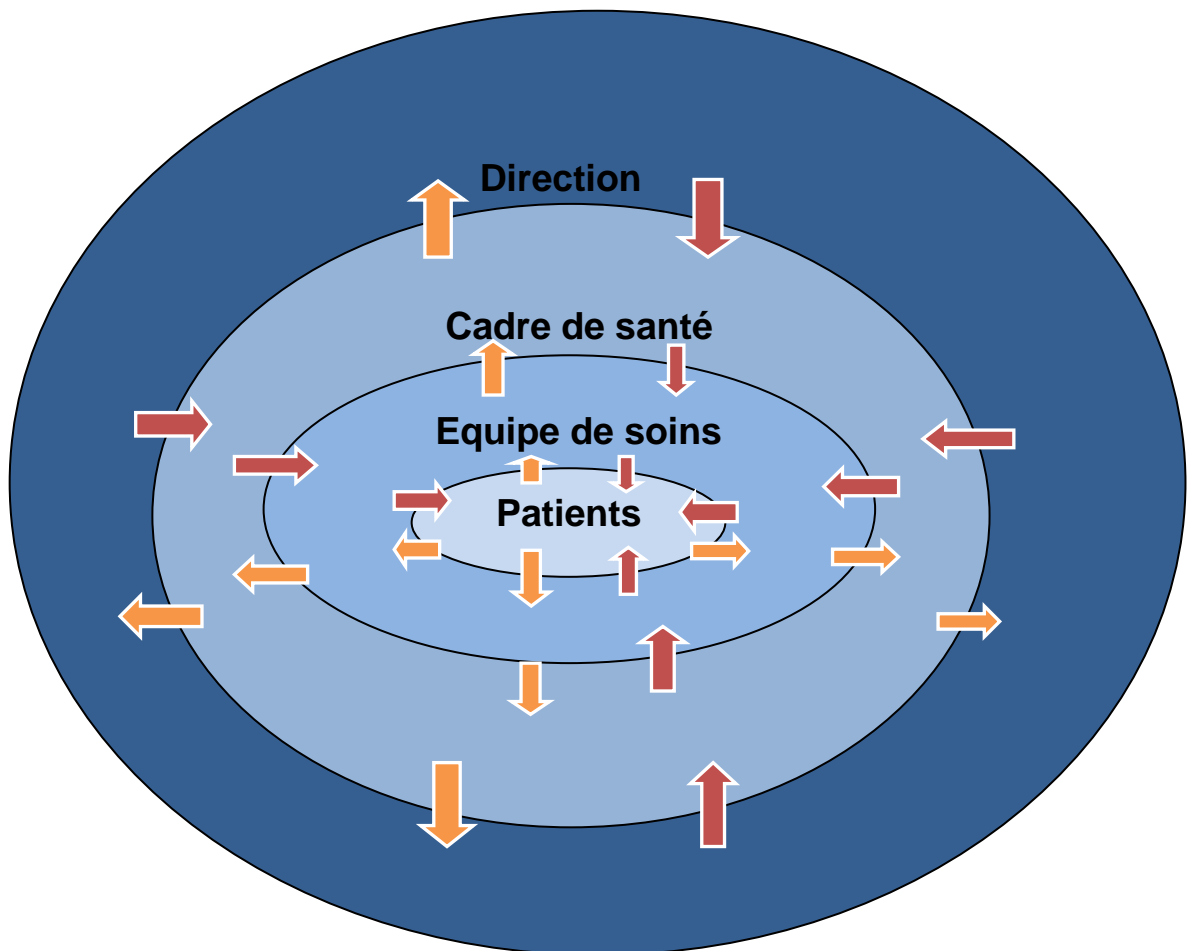 Direction
Cadre de santé
Equipe de soins
Patients